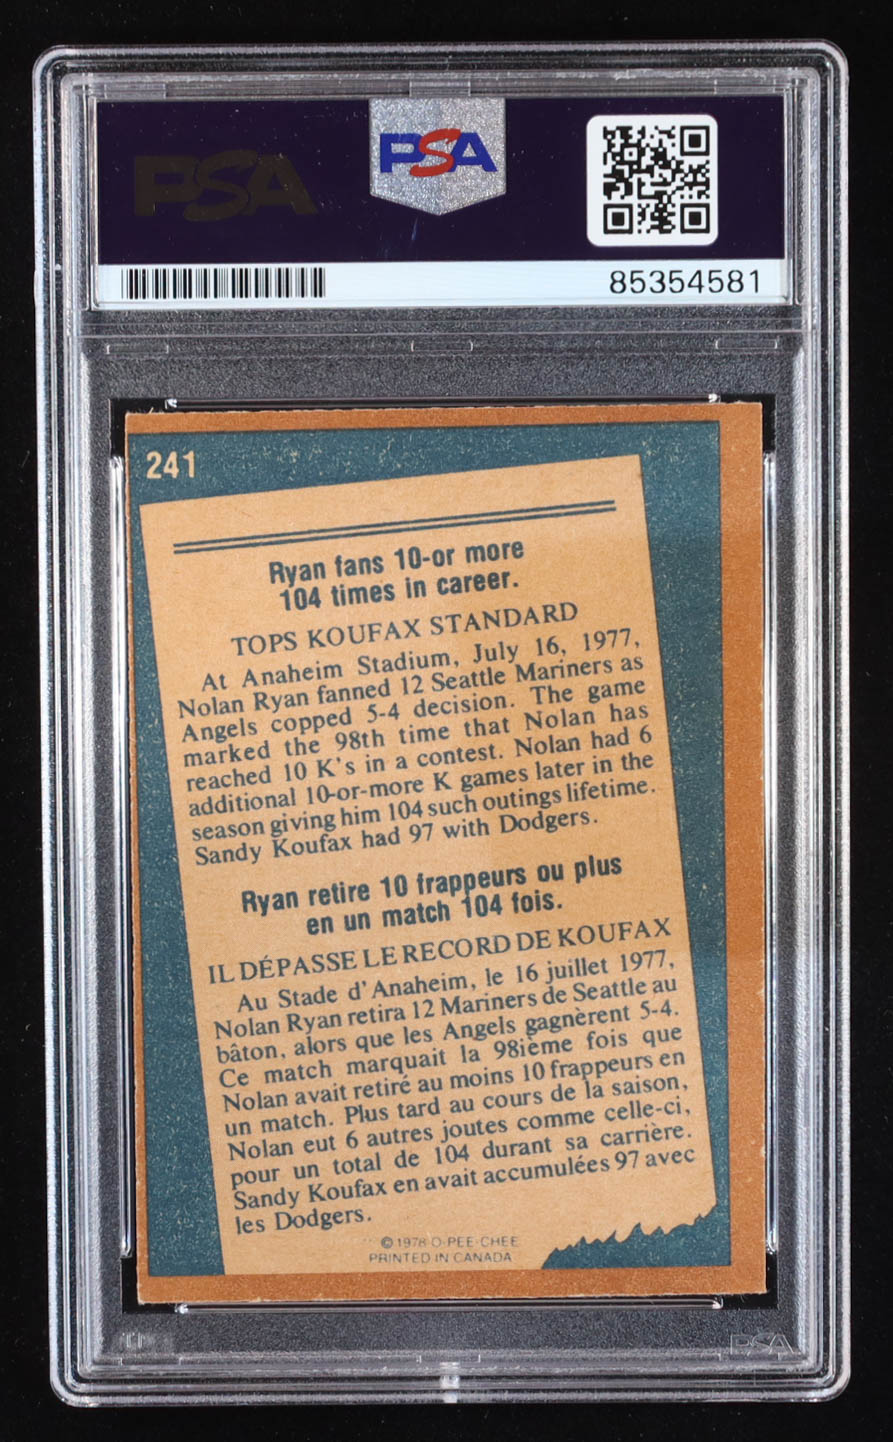 PSA
PSA
85354581
241
Ryan fans 10-or more
104 times in career.
TOPS KOUFAX STANDARD
At Anaheim Stadium, July 16, 1977,
Nolan Ryan fanned 12 Seattle Mariners as
Angels copped 5-4 decision. The game
marked the 98th time that Nolan has
reached 10 K's in a contest. Nolan had 6
additional 10-or-more K games later in the
season giving him 104 such outings lifetime.
Sandy Koufax had 97 with Dodgers.
Ryan retire 10 frappeurs ou plus
en un match 104 fois.
IL DÉPASSE LE RECORD DE KOUFAX
Au Stade d'Anaheim, le 16 juillet 1977,
Nolan Ryan retira 12 Mariners de Seattle au
bâton, alors que les Angels gagnèrent 5-4.
Ce match marquait la 98ième fois que
Nolan avait retiré au moins 10 frappeurs en
un match. Plus tard au cours de la saison,
Nolan eut 6 autres joutes comme celle-ci,
pour un total de 104 durant sa carrière.
Sandy Koufax en avait accumulées 97 avec
les Dodgers.
©1978 O-PEE-CHEE
PRINTED IN CANADA
PSA